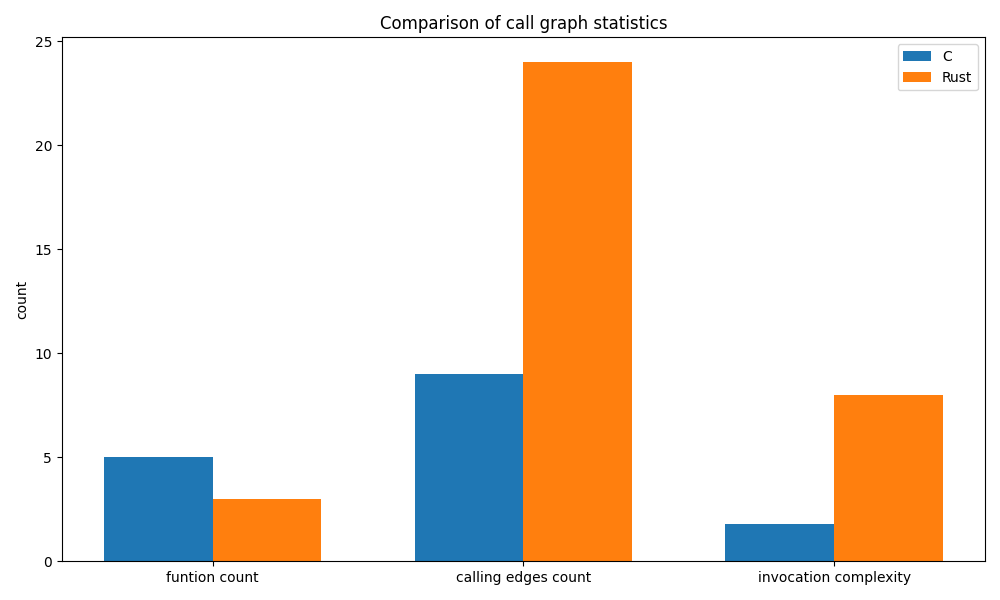 Comparison of call graph statistics
C
Rust
count
25
20
15
10
5
0
funtion count
calling edges count
invocation complexity